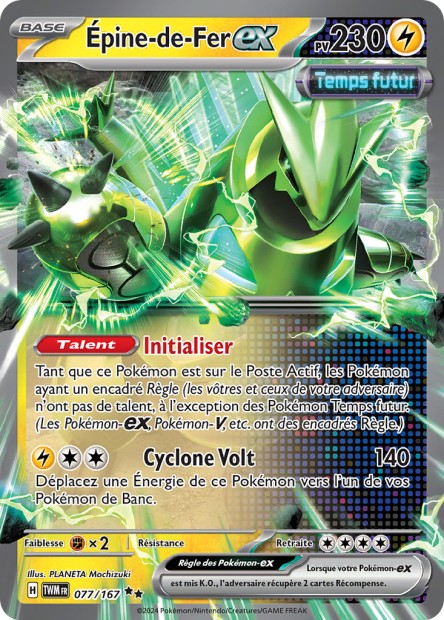 BASE Épine-de-Fer ex PV 230
Temps futur
Talent Initialiser
Tant que ce Pokémon est sur le Poste Actif, les Pokémon
ayant un encadré Règle (les vôtres et ceux de votre adversaire)
n'ont pas de talent, à l'exception des Pokémon Temps futur.
(Les Pokémon-ex, Pokémon-V, etc. ont des encadrés Règle.)
Cyclone Volt 140
Déplacez une Énergie de ce Pokémon vers l'un de vos
Pokémon de Banc.
Faiblesse ×2 Résistance Retraite
Illus. PLANETA Mochizuki
H TWM FR 077/167 ★★
Règle des Pokémon-ex Lorsque votre Pokémon-ex
est mis K.O., l'adversaire récupère 2 cartes Récompense.
©2024 Pokémon/Nintendo/Creatures/GAME FREAK